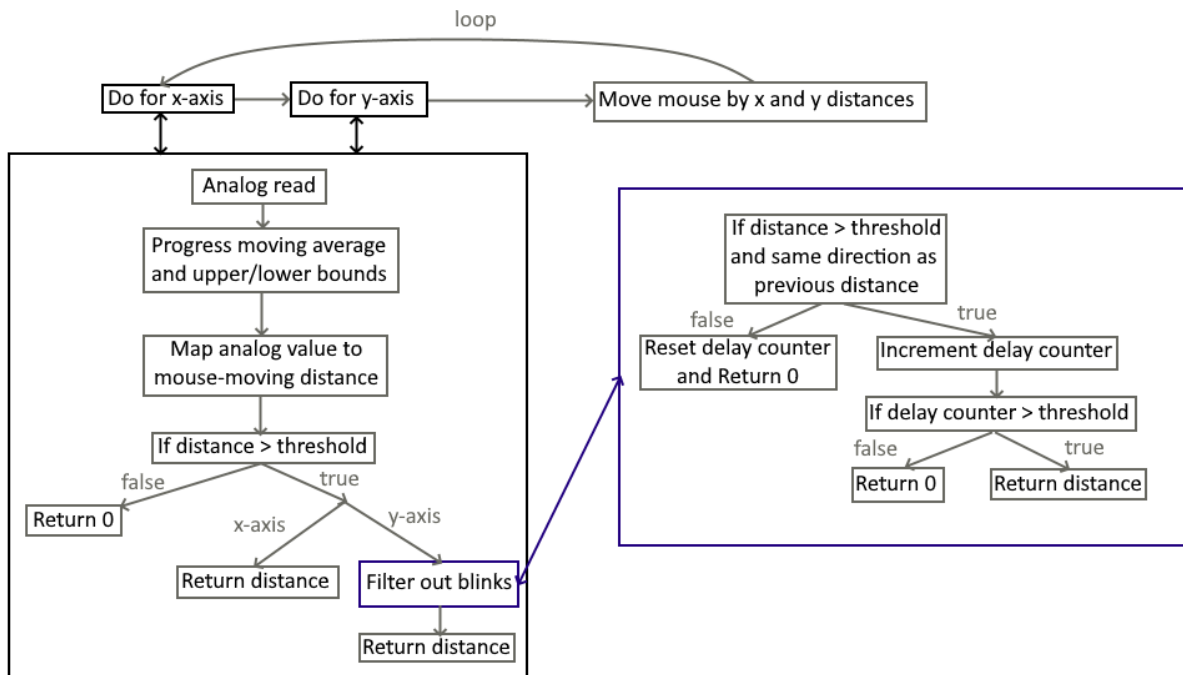 loop
Do for x-axis
Do for y-axis
Move mouse by x and y distances
Analog read
Progress moving average
and upper/lower bounds
Map analog value to
mouse-moving distance
If distance > threshold
false
true
Return 0
x-axis
y-axis
Return distance
Filter out blinks
Return distance
If distance > threshold
and same direction as
previous distance
false
true
Reset delay counter
and Return 0
Increment delay counter
If delay counter > threshold
false
true
Return 0
Return distance